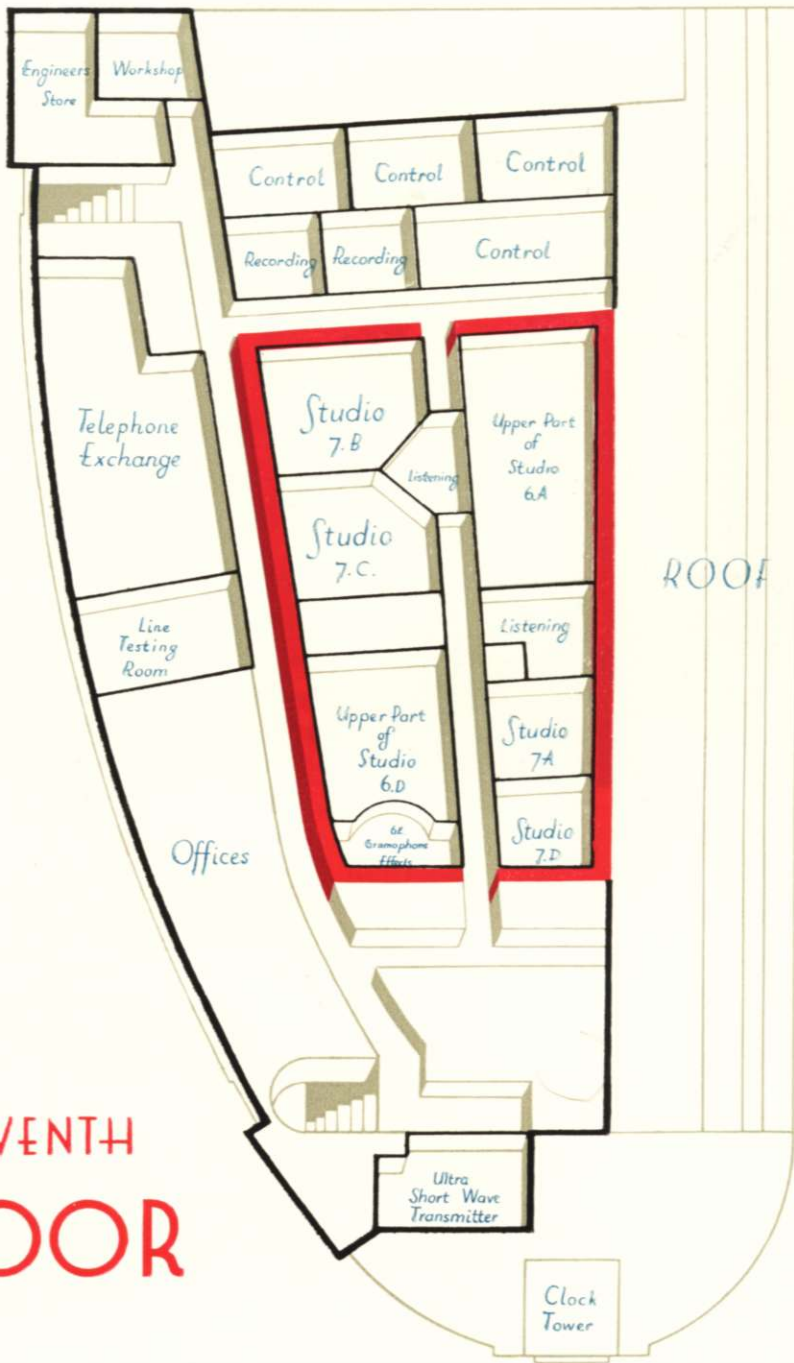 Engineers
Store
Workshop
Control
Control
Control
Recording
Recording
Control
Telephone
Exchange
Studio
7.B
Listening
Upper Part
of
Studio
6.A
Studio
7.C.
ROOF
Line
Testing
Room
Listening
Upper Part
of
Studio
6.D
Studio
7A
6E
Gramophone
Effects
Studio
7.D
Offices
VENTH
OOR
Ultra
Short Wave
Transmitter
Clock
Tower